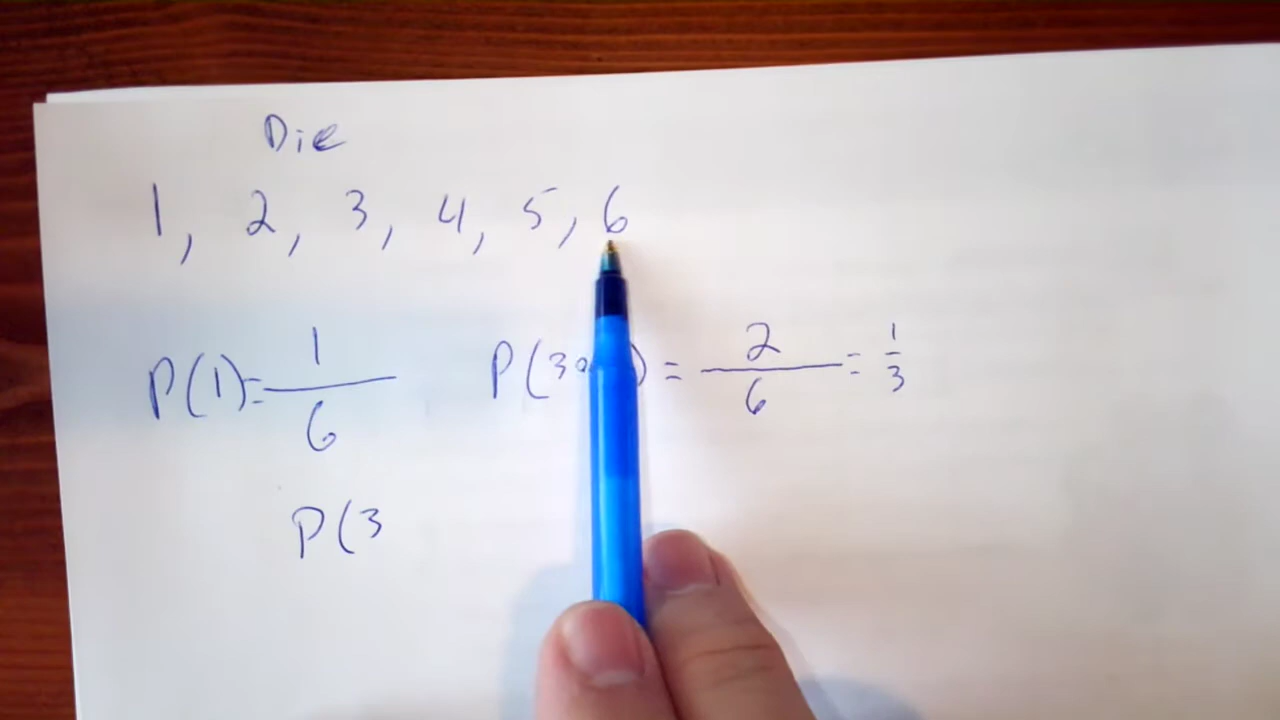 Die
1, 2, 3, 4, 5, 6
P(1) = 1/6 P(3 ) = 2/6 = 1/3
P(3